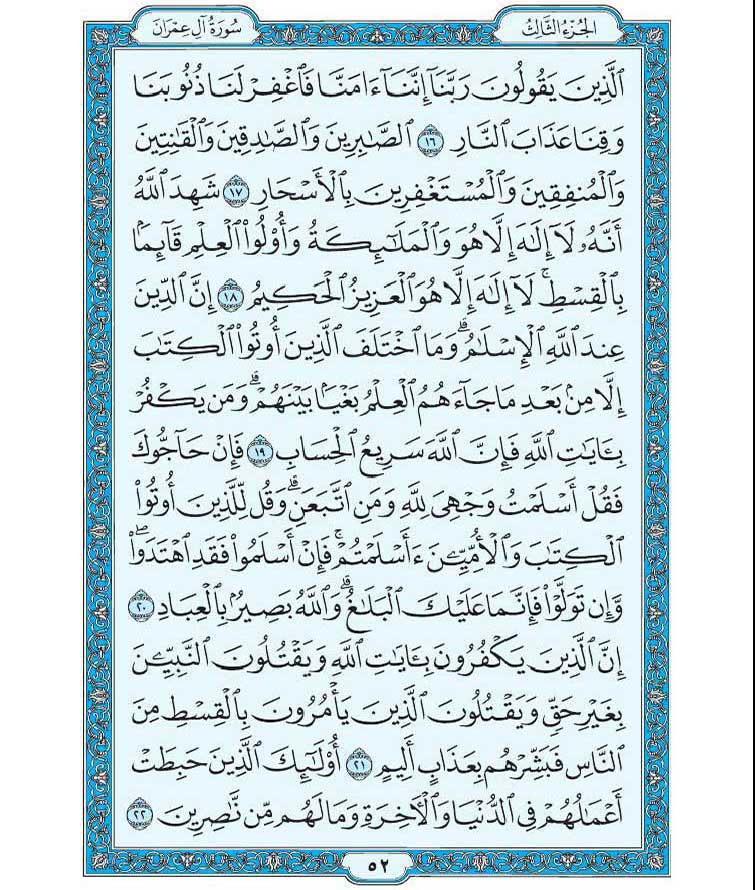 سُورَةُ آلِ عِمْرَانَ
الجُزْءُ الثَّالِثُ
ٱلَّذِينَ يَقُولُونَ رَبَّنَآ إِنَّنَآ ءَامَنَّا فَٱغْفِرْ لَنَا ذُنُوبَنَا
وَقِنَا عَذَابَ ٱلنَّارِ ١٦ ٱلصَّٰبِرِينَ وَٱلصَّٰدِقِينَ وَٱلْقَٰنِتِينَ
وَٱلْمُنفِقِينَ وَٱلْمُسْتَغْفِرِينَ بِٱلْأَسْحَارِ ١٧ شَهِدَ ٱللَّهُ
أَنَّهُۥ لَآ إِلَٰهَ إِلَّا هُوَ وَٱلْمَلَٰٓئِكَةُ وَأُو۟لُوا۟ ٱلْعِلْمِ قَآئِمًۢا
بِٱلْقِسْطِۚ لَآ إِلَٰهَ إِلَّا هُوَ ٱلْعَزِيزُ ٱلْحَكِيمُ ١٨ إِنَّ ٱلدِّينَ
عِندَ ٱللَّهِ ٱلْإِسْلَٰمُۗ وَمَا ٱخْتَلَفَ ٱلَّذِينَ أُوتُوا۟ ٱلْكِتَٰبَ
إِلَّا مِنۢ بَعْدِ مَا جَآءَهُمُ ٱلْعِلْمُ بَغْيًۢا بَيْنَهُمْۗ وَمَن يَكْفُرْ
بِـَٔايَٰتِ ٱللَّهِ فَإِنَّ ٱللَّهَ سَرِيعُ ٱلْحِسَابِ ١٩ فَإِنْ حَآجُّوكَ
فَقُلْ أَسْلَمْتُ وَجْهِىَ لِلَّهِ وَمَنِ ٱتَّبَعَنِۗ وَقُل لِّلَّذِينَ أُوتُوا۟
ٱلْكِتَٰبَ وَٱلْأُمِّيِّـۧنَ ءَأَسْلَمْتُمْۚ فَإِنْ أَسْلَمُوا۟ فَقَدِ ٱهْتَدَوا۟ۖ
وَّإِن تَوَلَّوْا۟ فَإِنَّمَا عَلَيْكَ ٱلْبَلَٰغُۗ وَٱللَّهُ بَصِيرٌۢ بِٱلْعِبَادِ ٢٠
إِنَّ ٱلَّذِينَ يَكْفُرُونَ بِـَٔايَٰتِ ٱللَّهِ وَيَقْتُلُونَ ٱلنَّبِيِّـۧنَ
بِغَيْرِ حَقٍّ وَيَقْتُلُونَ ٱلَّذِينَ يَأْمُرُونَ بِٱلْقِسْطِ مِنَ
ٱلنَّاسِ فَبَشِّرْهُم بِعَذَابٍ أَلِيمٍ ٢١ أُو۟لَٰٓئِكَ ٱلَّذِينَ حَبِطَتْ
أَعْمَٰلُهُمْ فِى ٱلدُّنْيَا وَٱلْءَاخِرَةِ وَمَا لَهُم مِّن نَّٰصِرِينَ ٢٢
٥٢